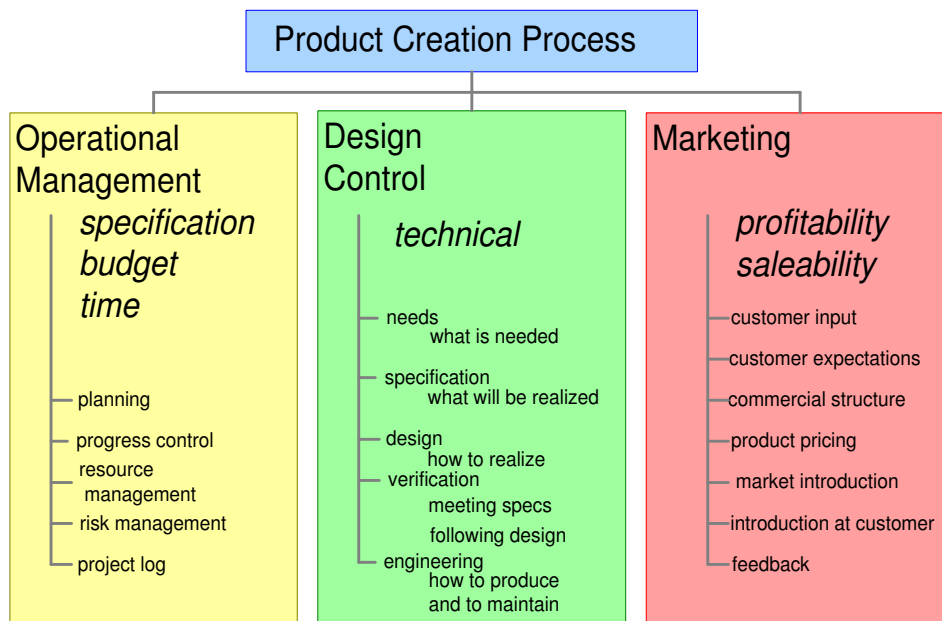 Product Creation Process
Operational
Management
specification
budget
time
planning
progress control
resource
management
risk management
project log
Design
Control
technical
needs
what is needed
specification
what will be realized
design
how to realize
verification
meeting specs
following design
engineering
how to produce
and to maintain
Marketing
profitability
saleability
customer input
customer expectations
commercial structure
product pricing
market introduction
introduction at customer
feedback